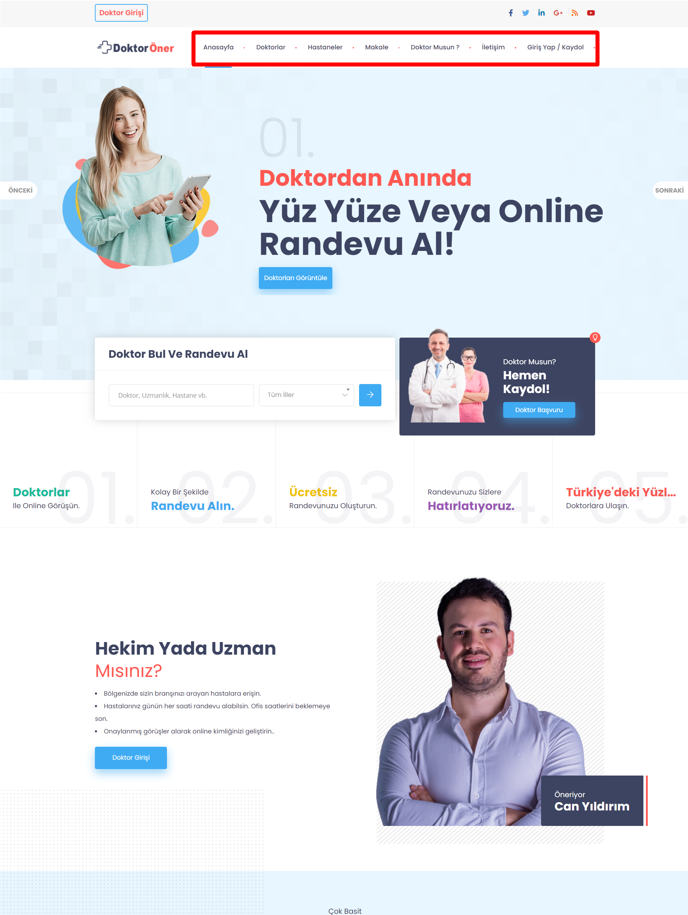 Doktor Girişi
DoktorÖner
Anasayfa
Doktorlar
Hastaneler
Makale
Doktor Musun ?
İletişim
Giriş Yap / Kaydol
ÖNCEKİ
01.
Doktordan Anında
Yüz Yüze Veya Online
Randevu Al!
Doktorları Görüntüle
SONRAKİ
Doktor Bul Ve Randevu Al
Doktor, Uzmanlık, Hastane vb.
Tüm İller
Doktor Musun?
Hemen
Kaydol!
Doktor Başvuru
01.
Doktorlar
Ile Online Görüşün.
02.
Kolay Bir Şekilde
Randevu Alın.
03.
Ücretsiz
Randevunuzu Oluşturun.
04.
Randevunuzu Sizlere
Hatırlatıyoruz.
05.
Türkiye'deki Yüzl...
Doktorlara Ulaşın.
Hekim Yada Uzman
Mısınız?
• Bölgenizde sizin branşınızı arayan hastalara erişin.
• Hastalarınız günün her saati randevu alabilsin. Ofis saatlerini beklemeye
son.
• Onaylanmış görüşler alarak online kimliğinizi geliştirin..
Doktor Girişi
Öneriyor
Can Yıldırım
Çok Basit